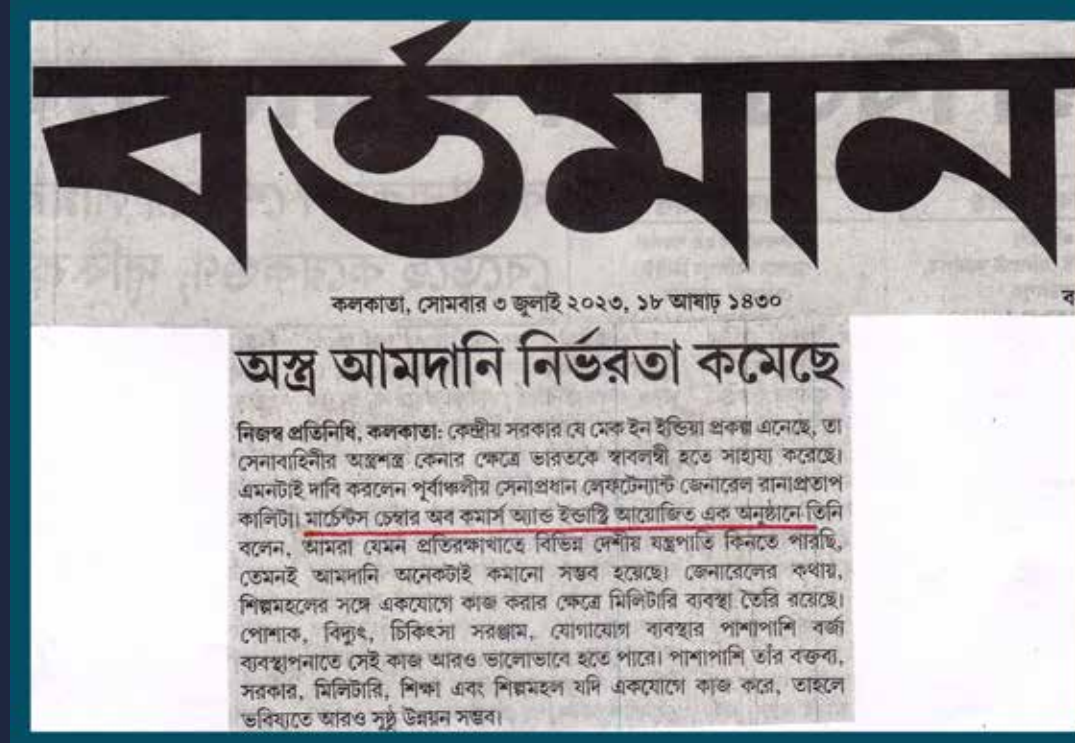 বর্তমান
কলকাতা, সোমবার ৩ জুলাই ২০২৩, ১৮ আষাঢ় ১৪৩০
অস্ত্র আমদানি নির্ভরতা কমেছে
নিজস্ব প্রতিনিধি, কলকাতা: কেন্দ্রীয় সরকার যে মেক ইন ইন্ডিয়া প্রকল্প এনেছে, তা
সেনাবাহিনীর অস্ত্রশস্ত্র কেনার ক্ষেত্রে ভারতকে স্বাবলম্বী হতে সাহায্য করেছে।
এমনটাই দাবি করলেন পূর্বাঞ্চলীয় সেনাপ্রধান লেফটেন্যান্ট জেনারেল রানাপ্রতাপ
কালিটা। মার্চেন্টস চেম্বার অব কমার্স অ্যান্ড ইন্ডাস্ট্রি আয়োজিত এক অনুষ্ঠানে তিনি
বলেন, আমরা যেমন প্রতিরক্ষাখাতে বিভিন্ন দেশীয় যন্ত্রপাতি কিনতে পারছি,
তেমনই আমদানি অনেকটাই কমানো সম্ভব হয়েছে। জেনারেলের কথায়,
শিল্পমহলের সঙ্গে একযোগে কাজ করার ক্ষেত্রে মিলিটারি ব্যবস্থা তৈরি রয়েছে।
পোশাক, বিদ্যুৎ, চিকিৎসা সরঞ্জাম, যোগাযোগ ব্যবস্থার পাশাপাশি বর্জ্য
ব্যবস্থাপনাতে সেই কাজ আরও ভালোভাবে হতে পারে। পাশাপাশি তাঁর বক্তব্য,
সরকার, মিলিটারি, শিক্ষা এবং শিল্পমহল যদি একযোগে কাজ করে, তাহলে
ভবিষ্যতে আরও সুষ্ঠু উন্নয়ন সম্ভব।